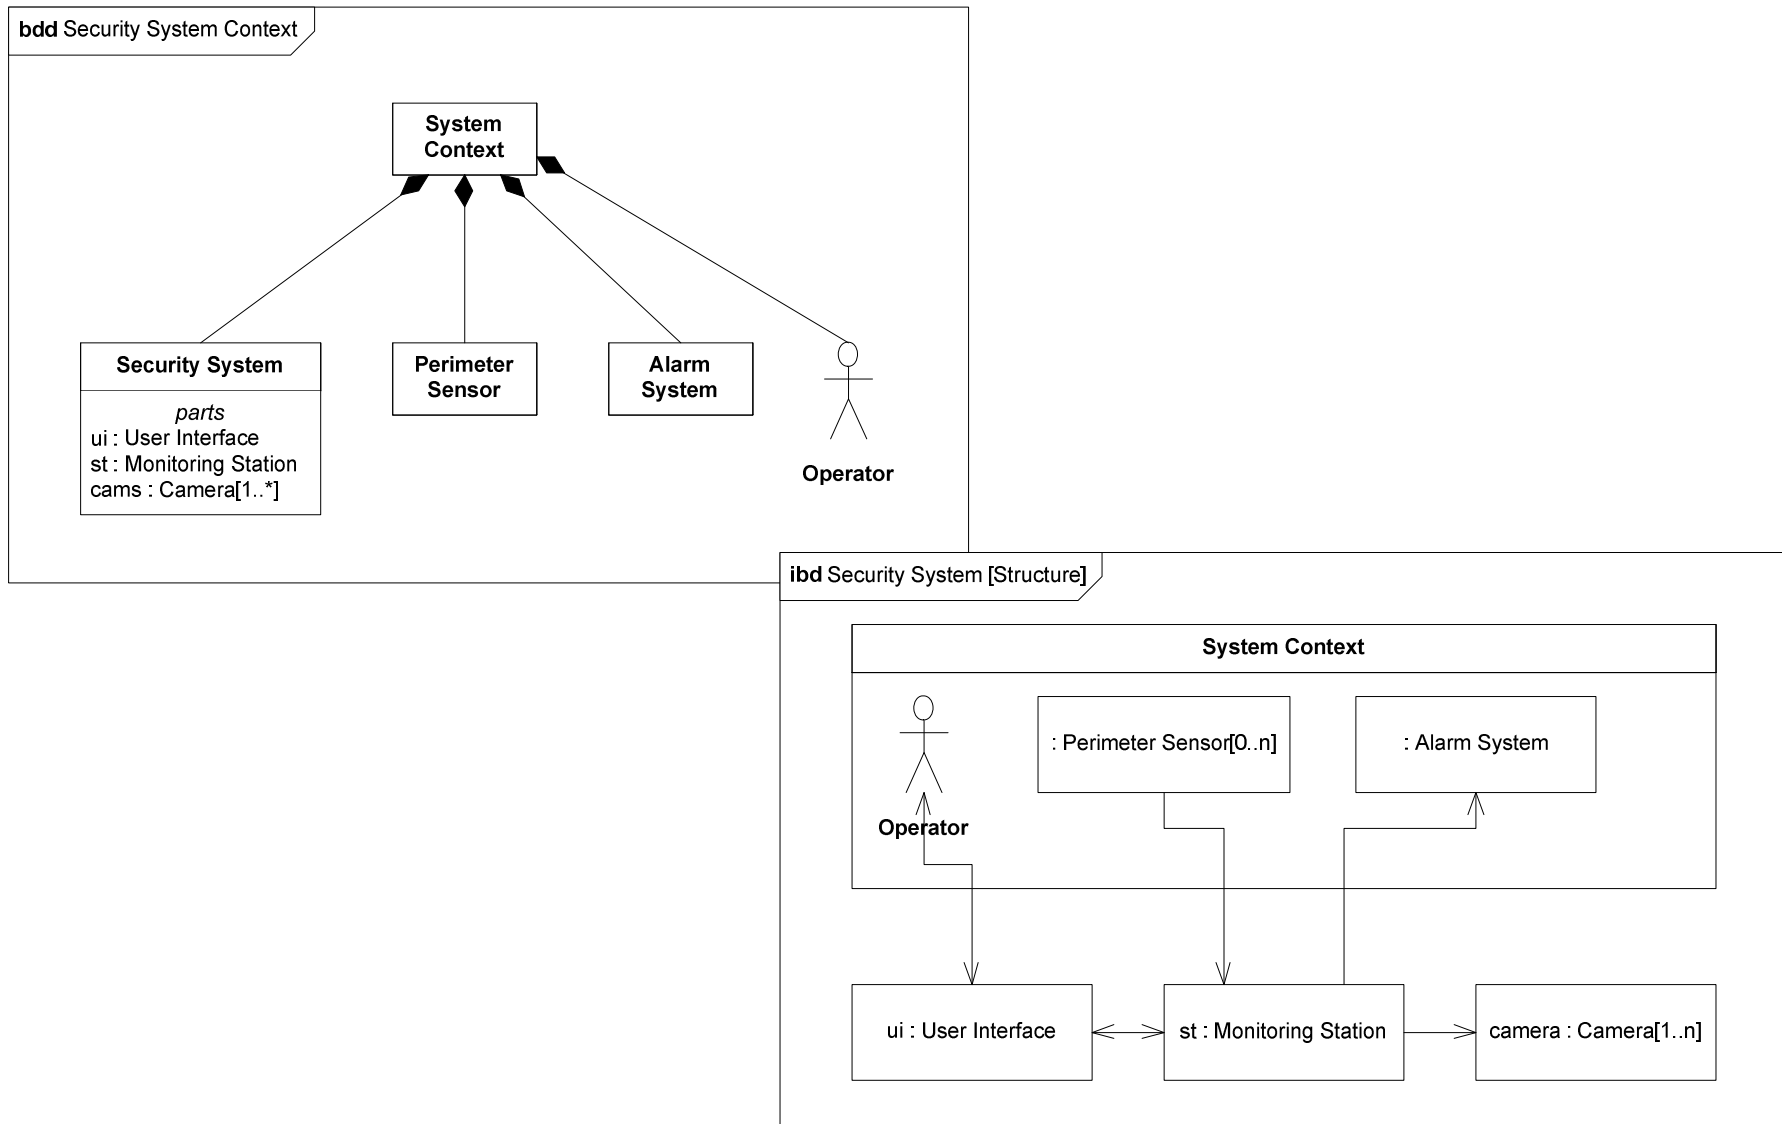 bdd Security System Context
System
Context
Security System
parts
ui : User Interface
st : Monitoring Station
cams : Camera[1..*]
Perimeter
Sensor
Alarm
System
Operator
ibd Security System [Structure]
System Context
: Perimeter Sensor[0..n]
: Alarm System
Operator
ui : User Interface
st : Monitoring Station
camera : Camera[1..n]